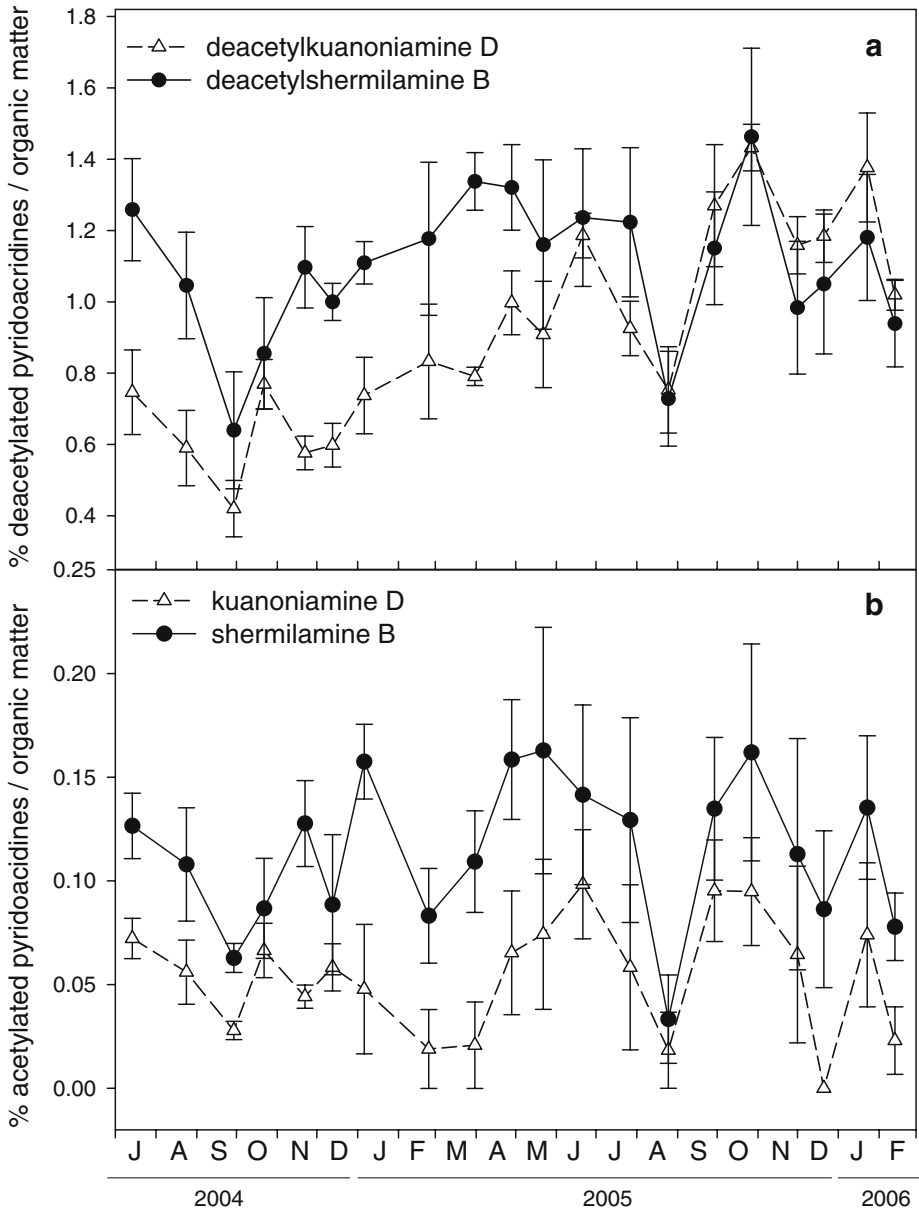 % deacetylated pyridoacridines / organic matter
1.8
1.6
1.4
1.2
1.0
0.8
0.6
0.4
deacetylkuanoniamine D
deacetylshermilamine B
a
% acetylated pyridoacidines / organic matter
0.25
0.20
0.15
0.10
0.05
0.00
kuanoniamine D
shermilamine B
b
J A S O N D J F M A M J J A S O N D J F
2004 2005 2006